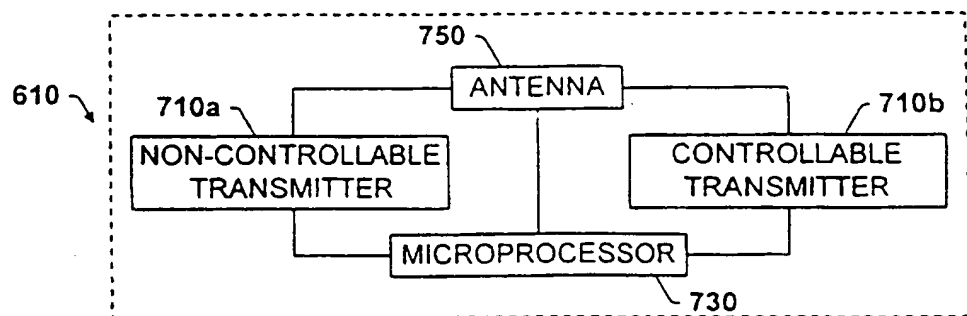 750
ANTENNA
610
710a
710b
NON-CONTROLLABLE
TRANSMITTER
CONTROLLABLE
TRANSMITTER
MICROPROCESSOR
730